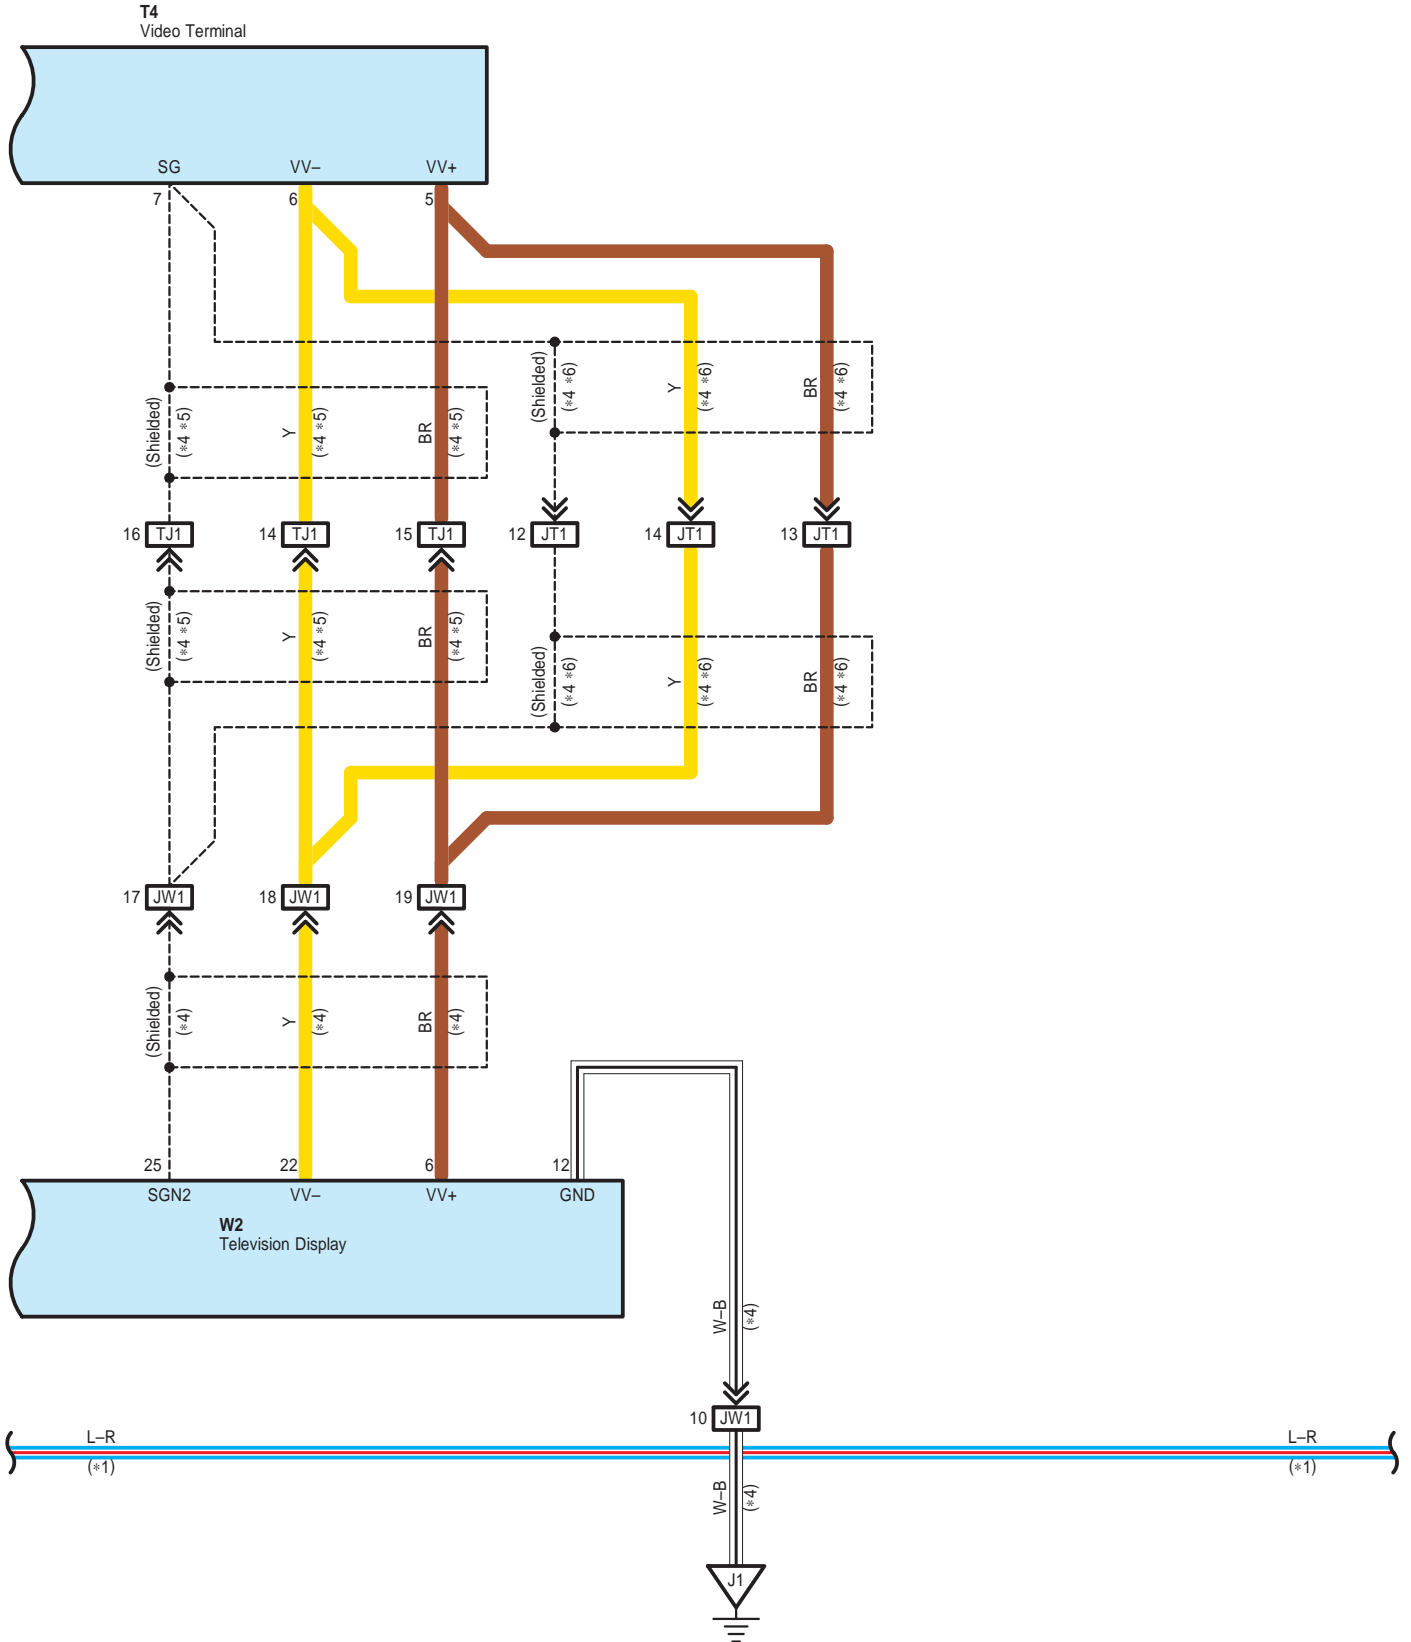 T4
Video Terminal
SG VV– VV+
7 6 5
(Shielded) (*4 *6) Y (*4 *6) BR (*4 *6)
(Shielded) (*4 *5) Y (*4 *5) BR (*4 *5)
16 TJ1 14 TJ1 15 TJ1 12 JT1 14 JT1 13 JT1
(Shielded) (*4 *5) Y (*4 *5) BR (*4 *5)
(Shielded) (*4 *6) Y (*4 *6) BR (*4 *6)
17 JW1 18 JW1 19 JW1
(Shielded) (*4) Y (*4) BR (*4)
25 22 6 12
SGN2 VV– VV+ GND
W2
Television Display
W–B (*4)
10 JW1
L–R L–R
(*1) (*1)
W–B (*4)
J1